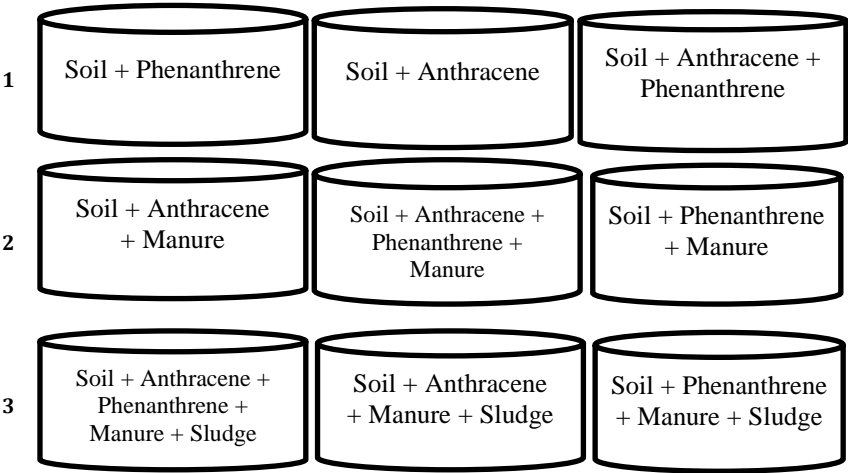 1
Soil + Phenanthrene
Soil + Anthracene
Soil + Anthracene +
Phenanthrene
2
Soil + Anthracene
+ Manure
Soil + Anthracene +
Phenanthrene +
Manure
Soil + Phenanthrene
+ Manure
3
Soil + Anthracene +
Phenanthrene +
Manure + Sludge
Soil + Anthracene
+ Manure + Sludge
Soil + Phenanthrene
+ Manure + Sludge